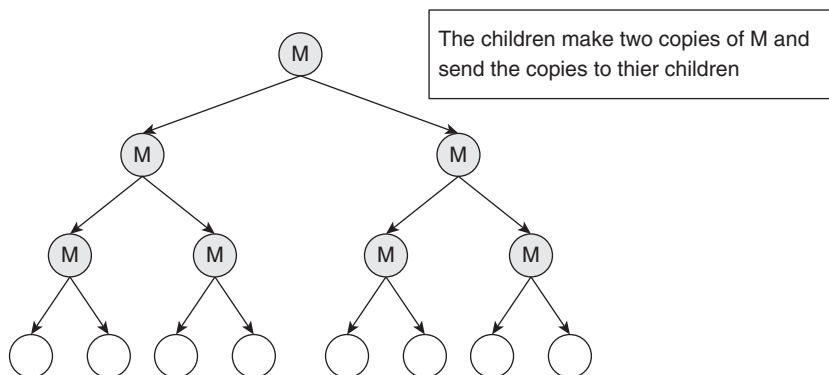 M
The children make two copies of M and
send the copies to thier children
M M
M M M M